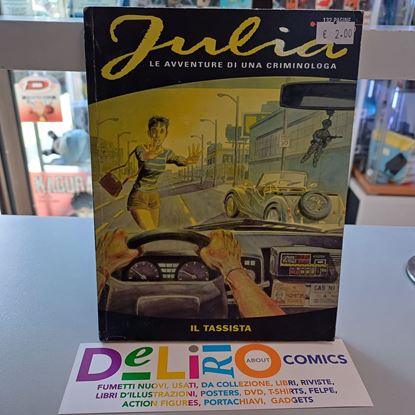 Julia
132 PAGINE
€ 2.00
LE AVVENTURE DI UNA CRIMINOLOGA
IL TASSISTA
DeLiRiO ABOUT COMICS
FUMETTI NUOVI, USATI, DA COLLEZIONE, LIBRI, RIVISTE,
LIBRI D'ILLUSTRAZIONI, POSTERS, DVD, T-SHIRTS, FELPE,
ACTION FIGURES, PORTACHIAVI, GADGETS